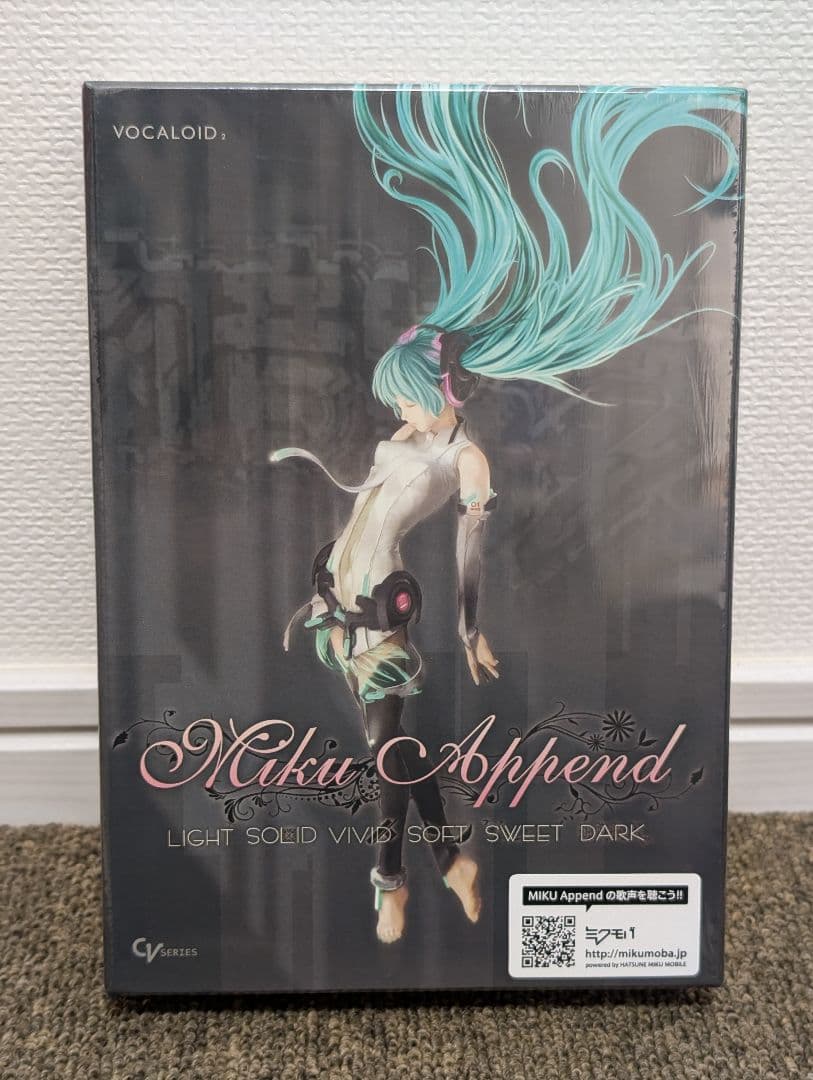 VOCALOID2
01
Miku Append
LIGHT SOLID VIVID SOFT SWEET DARK
MIKU Append の歌声を聴こう!!
ミクモバ
http://mikumoba.jp
powered by HATSUNE MIKU MOBILE
CV SERIES